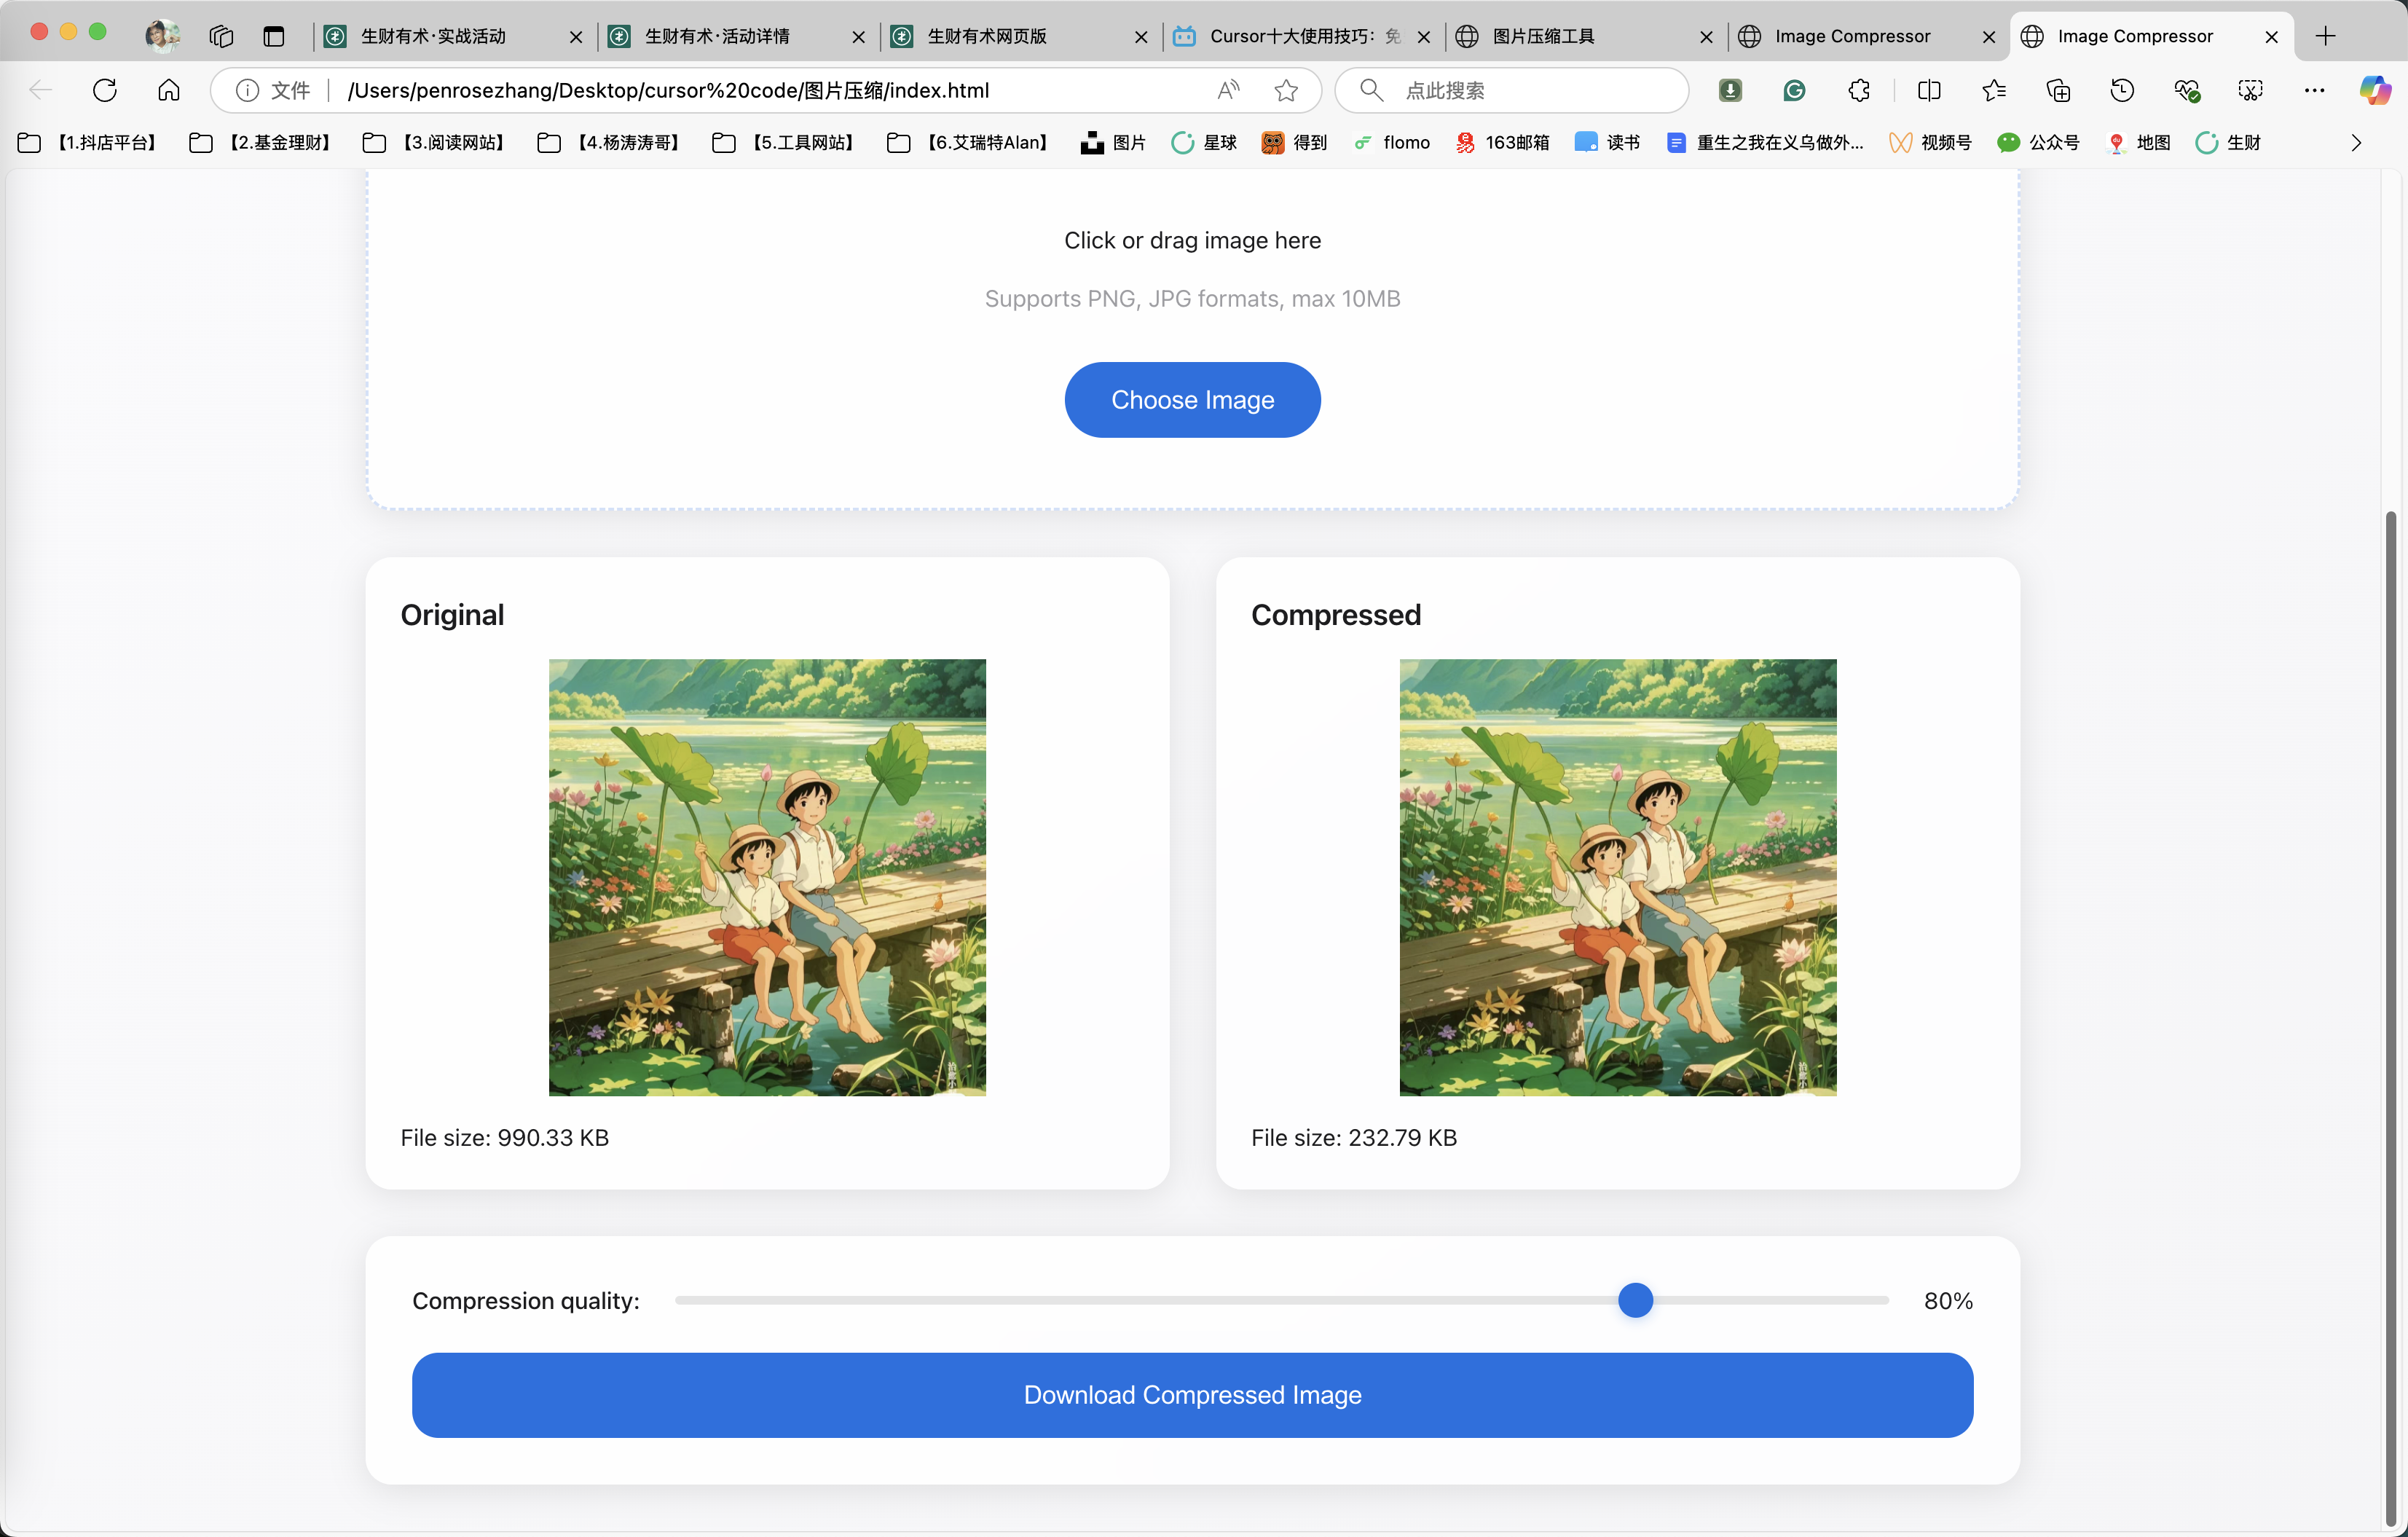 生财有术·实战活动
生财有术·活动详情
生财有术网页版
Cursor十大使用技巧：免
图片压缩工具
Image Compressor
Image Compressor
文件
/Users/penrosezhang/Desktop/cursor%20code/图片压缩/index.html
点此搜索
【1.抖店平台】
【2.基金理财】
【3.阅读网站】
【4.杨涛涛哥】
【5.工具网站】
【6.艾瑞特Alan】
图片
星球
得到
flomo
163邮箱
读书
重生之我在义乌做外...
视频号
公众号
地图
生财
Click or drag image here
Supports PNG, JPG formats, max 10MB
Choose Image
Original
Compressed
File size: 990.33 KB
File size: 232.79 KB
Compression quality:
80%
Download Compressed Image